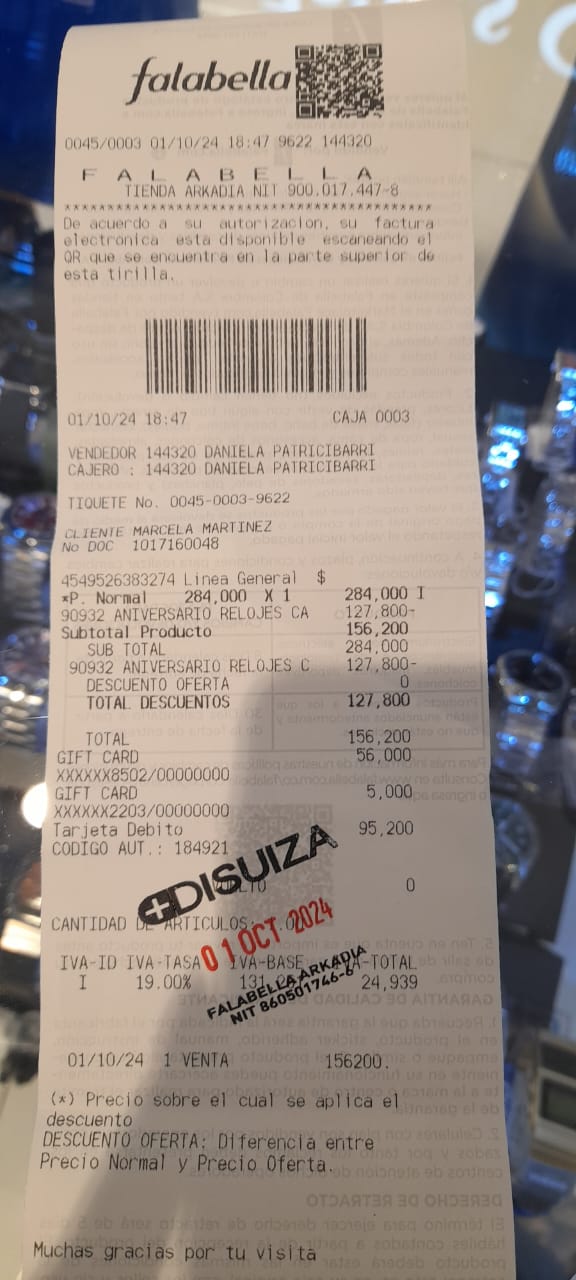 falabella
0045/0003 01/10/24 18:47 9622 144320
F A L A B E L L A
TIENDA ARKADIA NIT 900.017.447-8
De acuerdo a su autorizacion, su factura
electronica esta disponible escaneando el
QR que se encuentra en la parte superior de
esta tirilla.
01/10/24 18:47 CAJA 0003
VENDEDOR 144320 DANIELA PATRICIBARRI
CAJERO : 144320 DANIELA PATRICIBARRI
TIQUETE No. 0045-0003-9622
CLIENTE MARCELA MARTINEZ
No DOC 1017160048
4549526383274 Linea General $
*P. Normal 284,000 X 1 284,000 I
90932 ANIVERSARIO RELOJES CA 127,800-
Subtotal Producto 156,200
SUB TOTAL 284,000
90932 ANIVERSARIO RELOJES C 127,800-
DESCUENTO OFERTA 0
TOTAL DESCUENTOS 127,800
TOTAL 156,200
GIFT CARD 56,000
XXXXXX8502/00000000
GIFT CARD 5,000
XXXXXX2203/00000000
Tarjeta Debito 95,200
CODIGO AUT.: 184921
DISUIZA
0
CANTIDAD DE ARTICULOS:
01 OCT 2024
IVA-ID IVA-TASA IVA-BASE IVA-TOTAL
I 19.00% 24,939
FALABELLA ARKADIA
NIT 860501746-6
01/10/24 1 VENTA 156200.
(*) Precio sobre el cual se aplica el
descuento
DESCUENTO OFERTA: Diferencia entre
Precio Normal y Precio Oferta.
Muchas gracias por tu visita